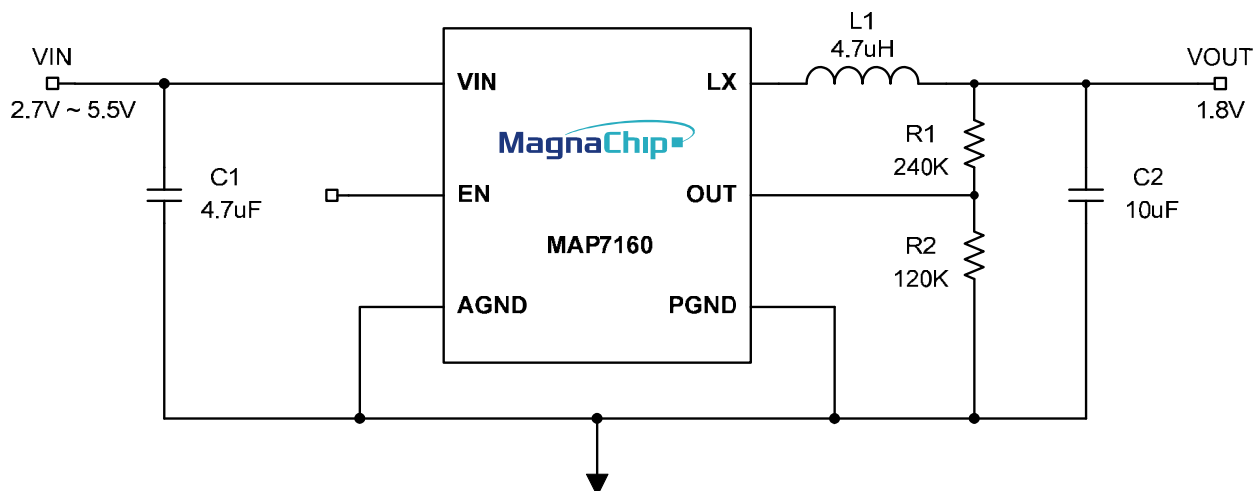 VIN
2.7V ~ 5.5V
C1
4.7uF
VIN
LX
MagnaChip
EN
OUT
MAP7160
AGND
PGND
L1
4.7uH
R1
240K
R2
120K
C2
10uF
VOUT
1.8V